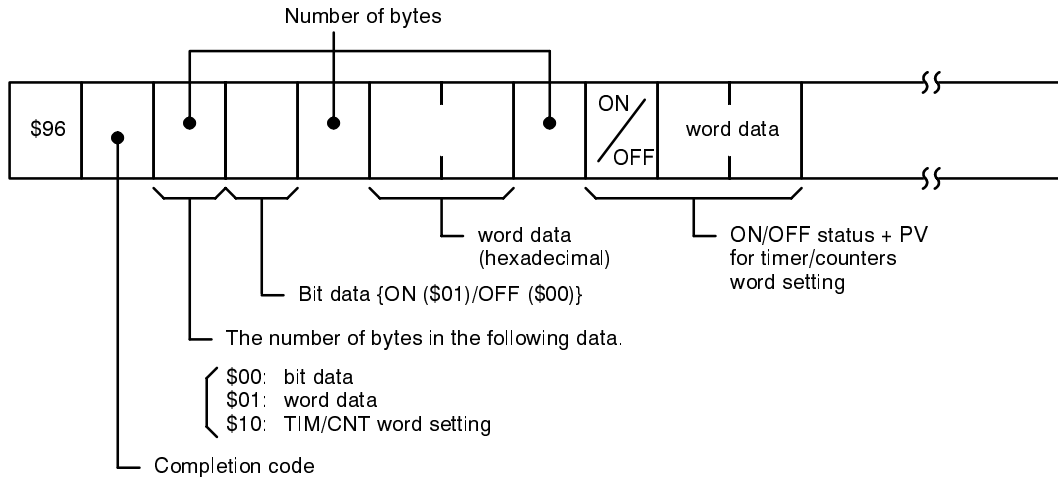 Number of bytes
$96
ON
OFF
word data
word data
(hexadecimal)
ON/OFF status + PV
for timer/counters
word setting
Bit data {ON ($01)/OFF ($00)}
The number of bytes in the following data.
$00: bit data
$01: word data
$10: TIM/CNT word setting
Completion code